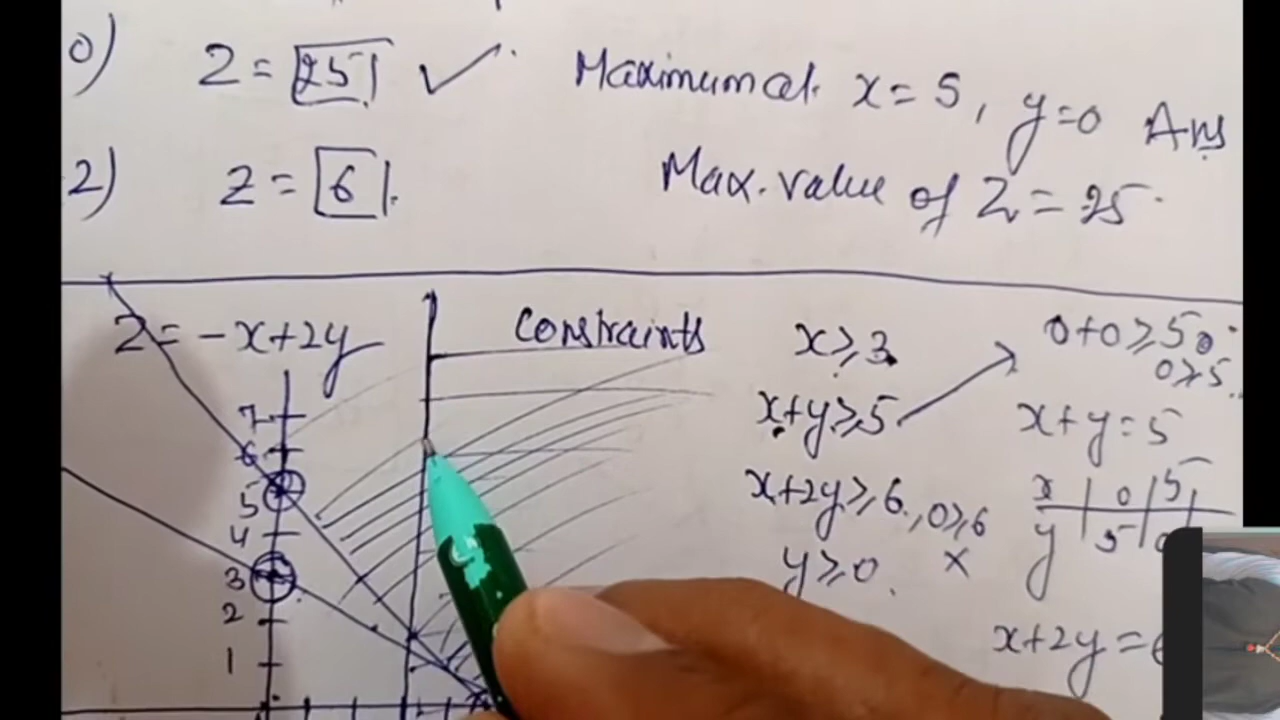 0) Z = 25 Maximum at x = 5, y = 0 Ans
2) Z = 6 Max. value of Z = 25
Z = -x+2y Constraints x ≥ 3 0+0 ≥ 5
0 ≥ 5
x+y ≥ 5 x+y = 5
x+2y ≥ 6, 0 ≥ 6 x | 0 | 5
× y | 5 |
y ≥ 0
x+2y =
7
6
5
4
3
2
1